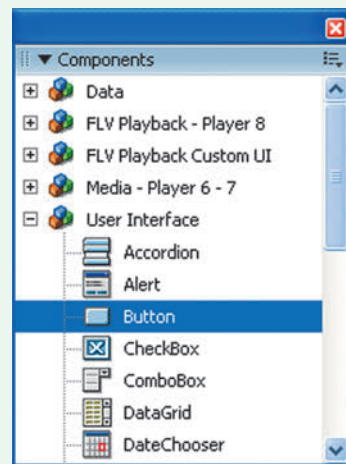 Components
Data
FLV Playback - Player 8
FLV Playback Custom UI
Media - Player 6 - 7
User Interface
Accordion
Alert
Button
CheckBox
ComboBox
DataGrid
DateChooser